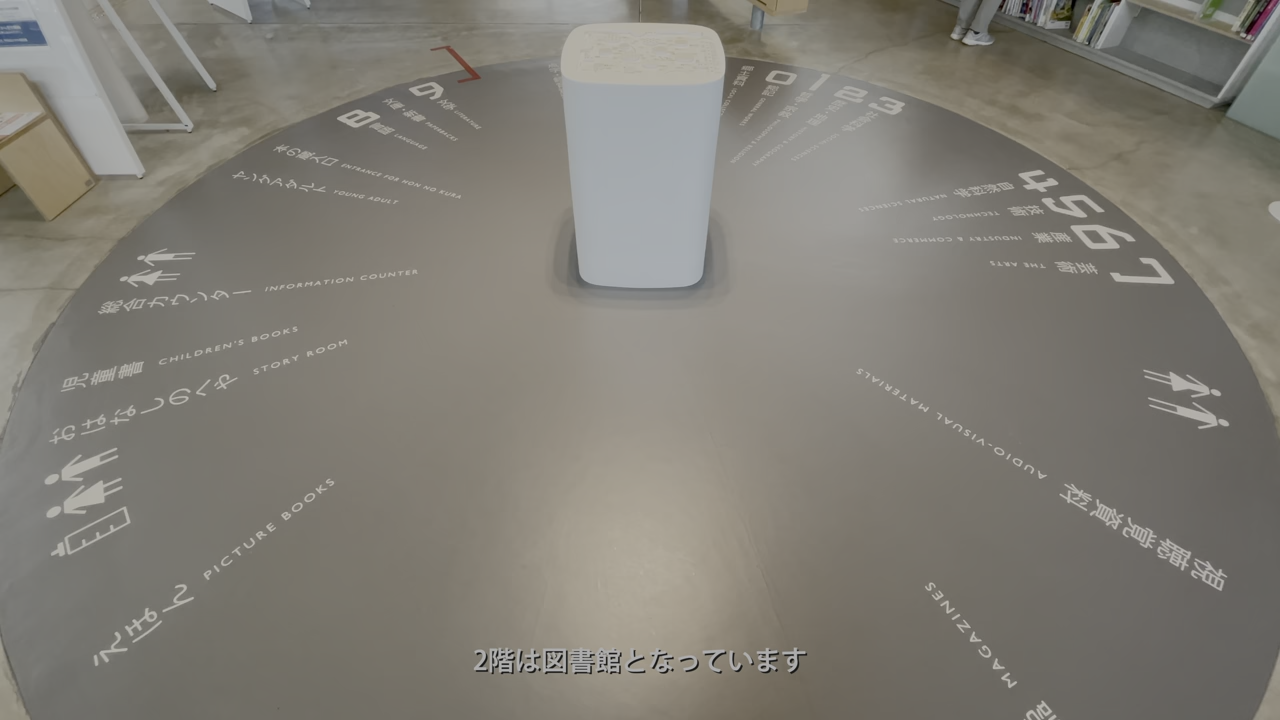 9 文学 LITERATURE
8 言語 LANGUAGE
本の森入口 ENTRANCE FOR HON NO KURA
ヤングアダルト YOUNG ADULT
総合カウンター INFORMATION COUNTER
児童書 CHILDREN'S BOOKS
おはなしのくや STORY ROOM
えほん PICTURE BOOKS
0
1
2
3
4 自然科学 NATURAL SCIENCES
5 技術 TECHNOLOGY
6 産業 INDUSTRY & COMMERCE
7 芸術 THE ARTS
視聴覚資料 AUDIO-VISUAL MATERIALS
MAGAZINES
2階は図書館となっています